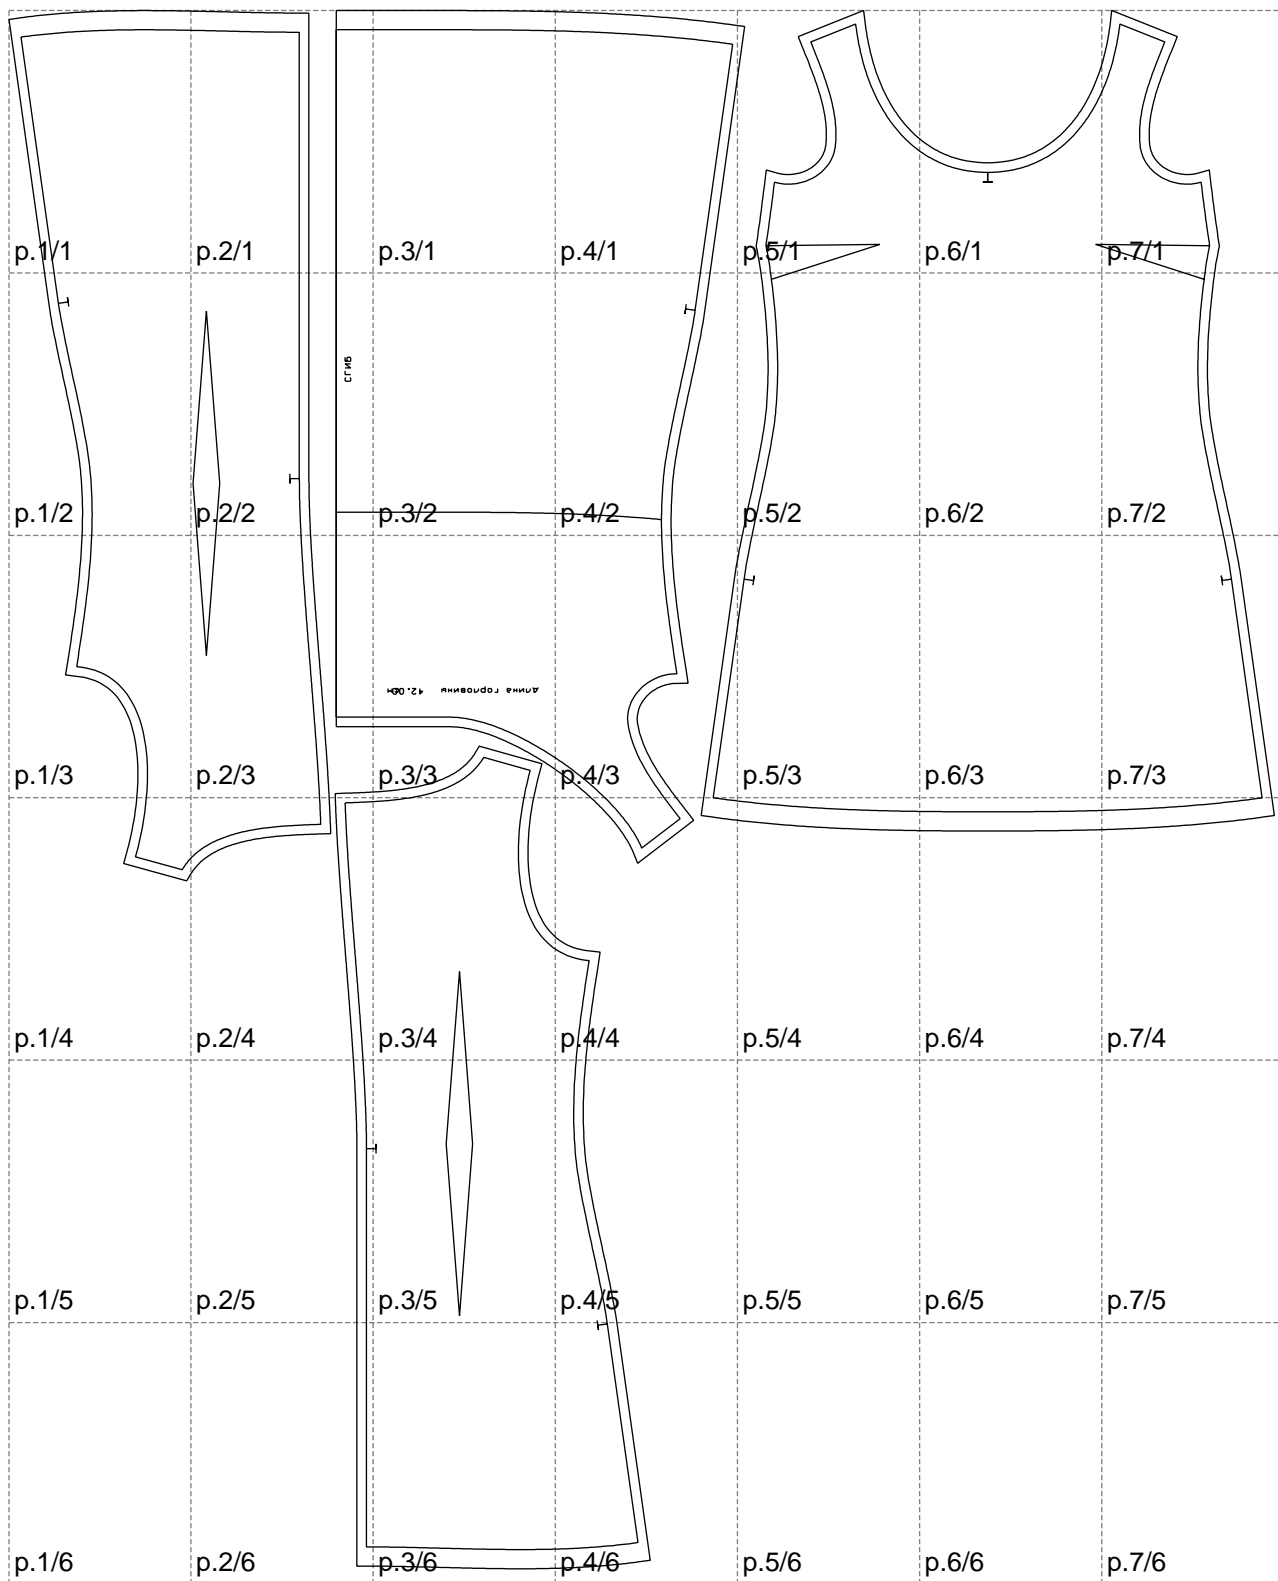 p.1/1 p.2/1 p.3/1 p.4/1 p.5/1 p.6/1 p.7/1
СГИБ
p.1/2 p.2/2 p.3/2 p.4/2 p.5/2 p.6/2 p.7/2
Длина горловины 42.00
p.1/3 p.2/3 p.3/3 p.4/3 p.5/3 p.6/3 p.7/3
p.1/4 p.2/4 p.3/4 p.4/4 p.5/4 p.6/4 p.7/4
p.1/5 p.2/5 p.3/5 p.4/5 p.5/5 p.6/5 p.7/5
p.1/6 p.2/6 p.3/6 p.4/6 p.5/6 p.6/6 p.7/6